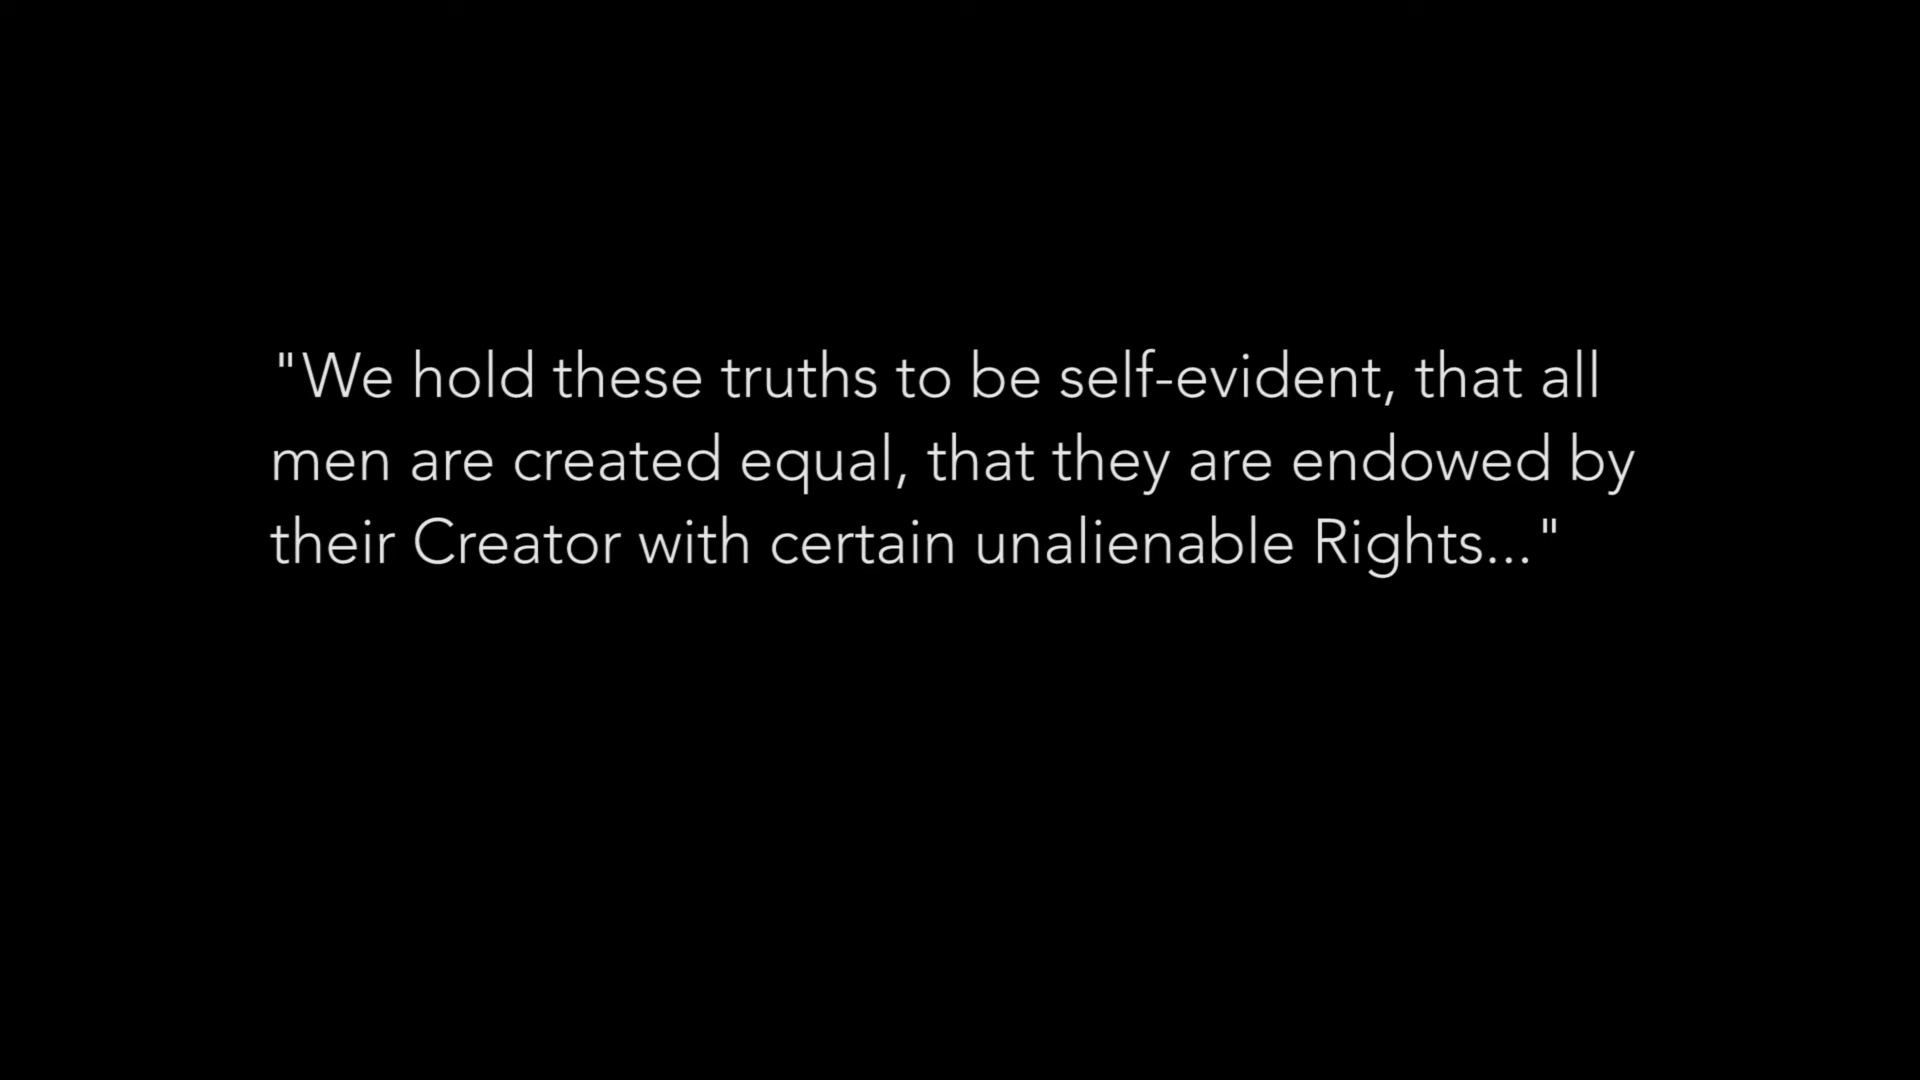 "We hold these truths to be self-evident, that all
men are created equal, that they are endowed by
their Creator with certain unalienable Rights..."